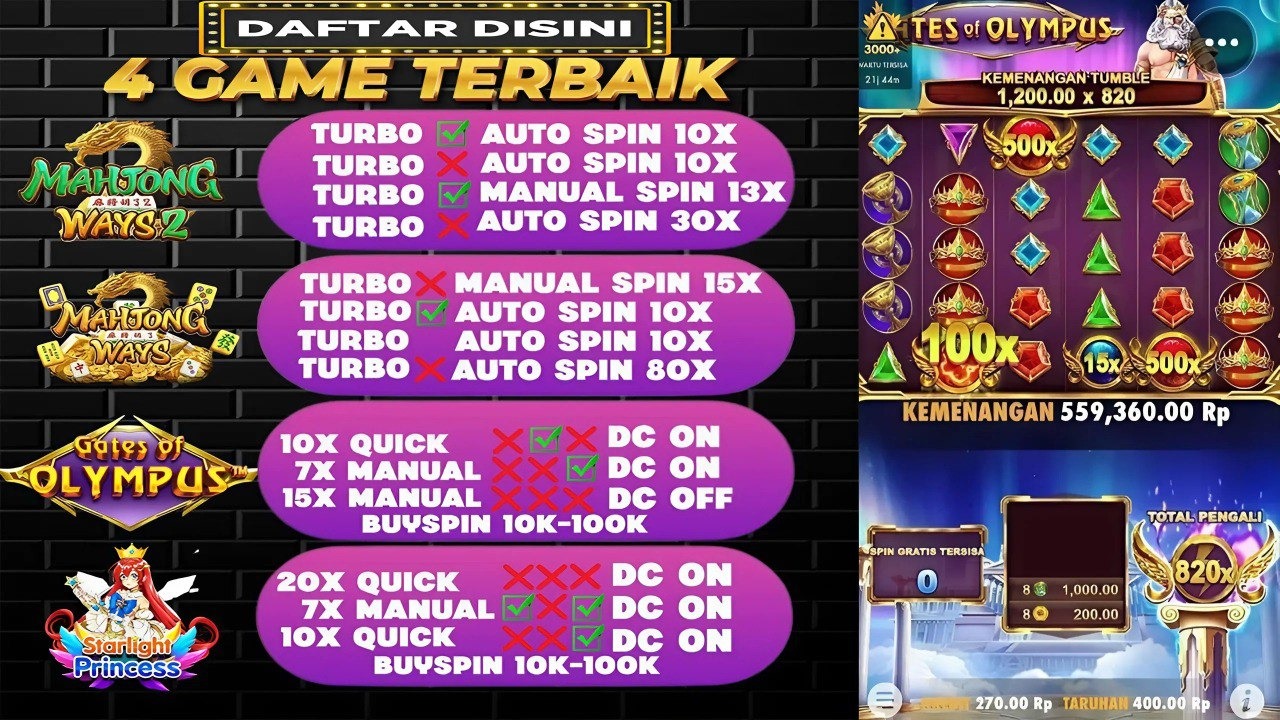 DAFTAR DISINI
4 GAME TERBAIK
MAHJONG
WAYS 2
TURBO ✅ AUTO SPIN 10X
TURBO ❌ AUTO SPIN 10X
TURBO ✅ MANUAL SPIN 13X
TURBO ❌ AUTO SPIN 30X
MAHJONG
WAYS
TURBO ❌ MANUAL SPIN 15X
TURBO ✅ AUTO SPIN 10X
TURBO AUTO SPIN 10X
TURBO ❌ AUTO SPIN 80X
Gates of
OLYMPUS™
10X QUICK ❌✅❌ DC ON
7X MANUAL ❌❌✅ DC ON
15X MANUAL ❌❌❌ DC OFF
BUYSPIN 10K-100K
Starlight
Princess
20X QUICK ❌❌❌ DC ON
7X MANUAL ✅❌✅ DC ON
10X QUICK ❌❌✅ DC ON
BUYSPIN 10K-100K
TES of OLYMPUS
3000+
WAKTU TERSISA
21j 44m
KEMENANGAN TUMBLE
1,200.00 x 820
500x
100x
15x
500x
KEMENANGAN 559,360.00 Rp
SPIN GRATIS TERSISA
0
8 1,000.00
8 200.00
TOTAL PENGALI
820x
270.00 Rp TARUHAN 400.00 Rp